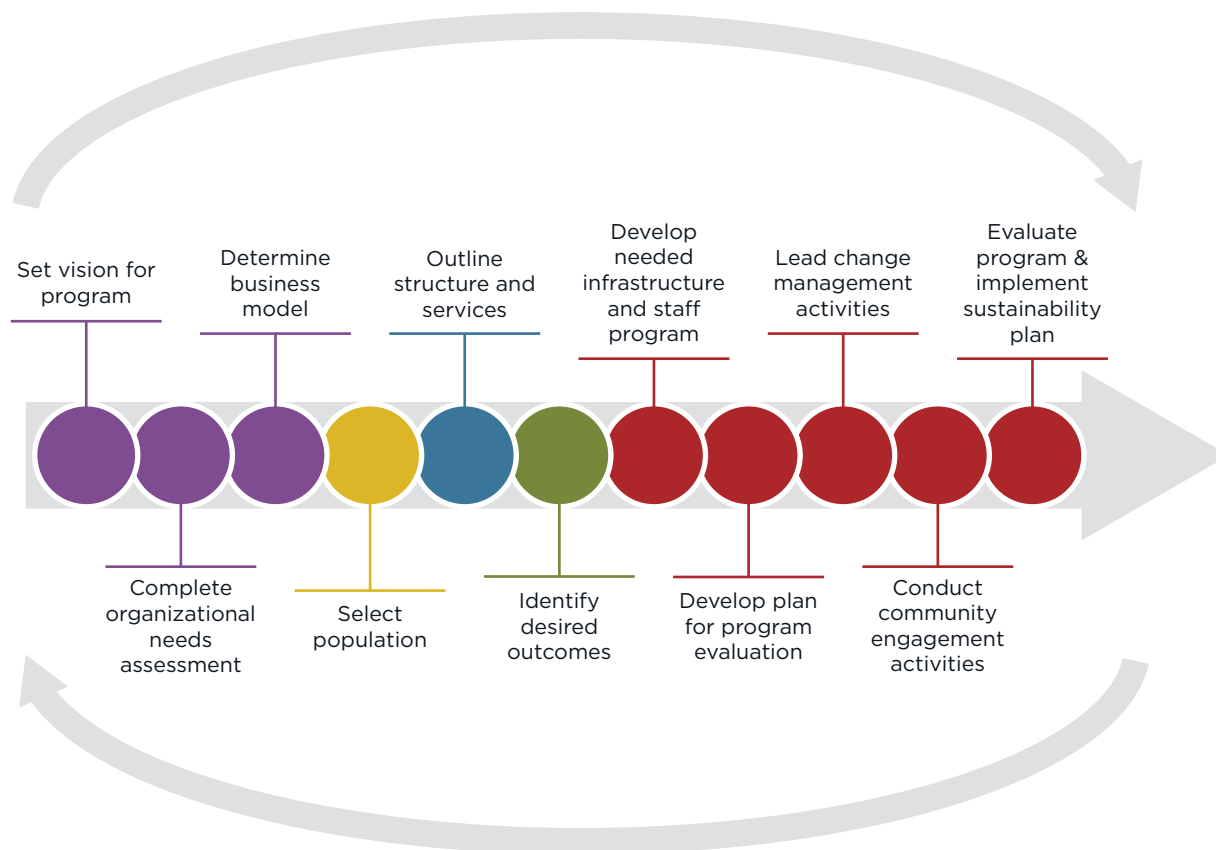 Set vision for
program
Complete
organizational
needs
assessment
Determine
business
model
Select
population
Outline
structure and
services
Identify
desired
outcomes
Develop
needed
infrastructure
and staff
program
Develop plan
for program
evaluation
Lead change
management
activities
Conduct
community
engagement
activities
Evaluate
program &
implement
sustainability
plan